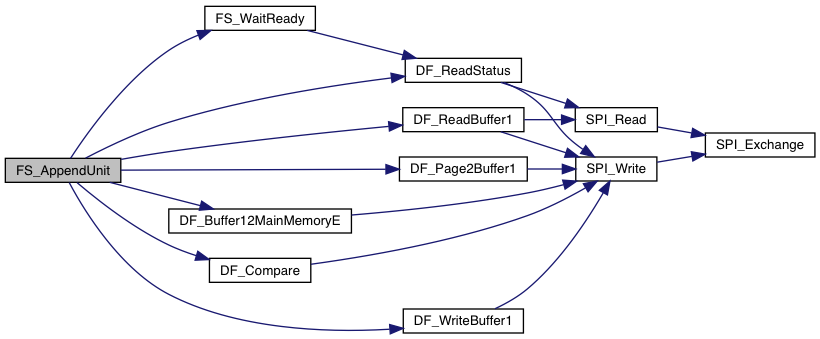 FS_WaitReady
DF_ReadStatus
DF_ReadBuffer1
SPI_Read
SPI_Exchange
FS_AppendUnit
DF_Page2Buffer1
SPI_Write
DF_Buffer12MainMemoryE
DF_Compare
DF_WriteBuffer1